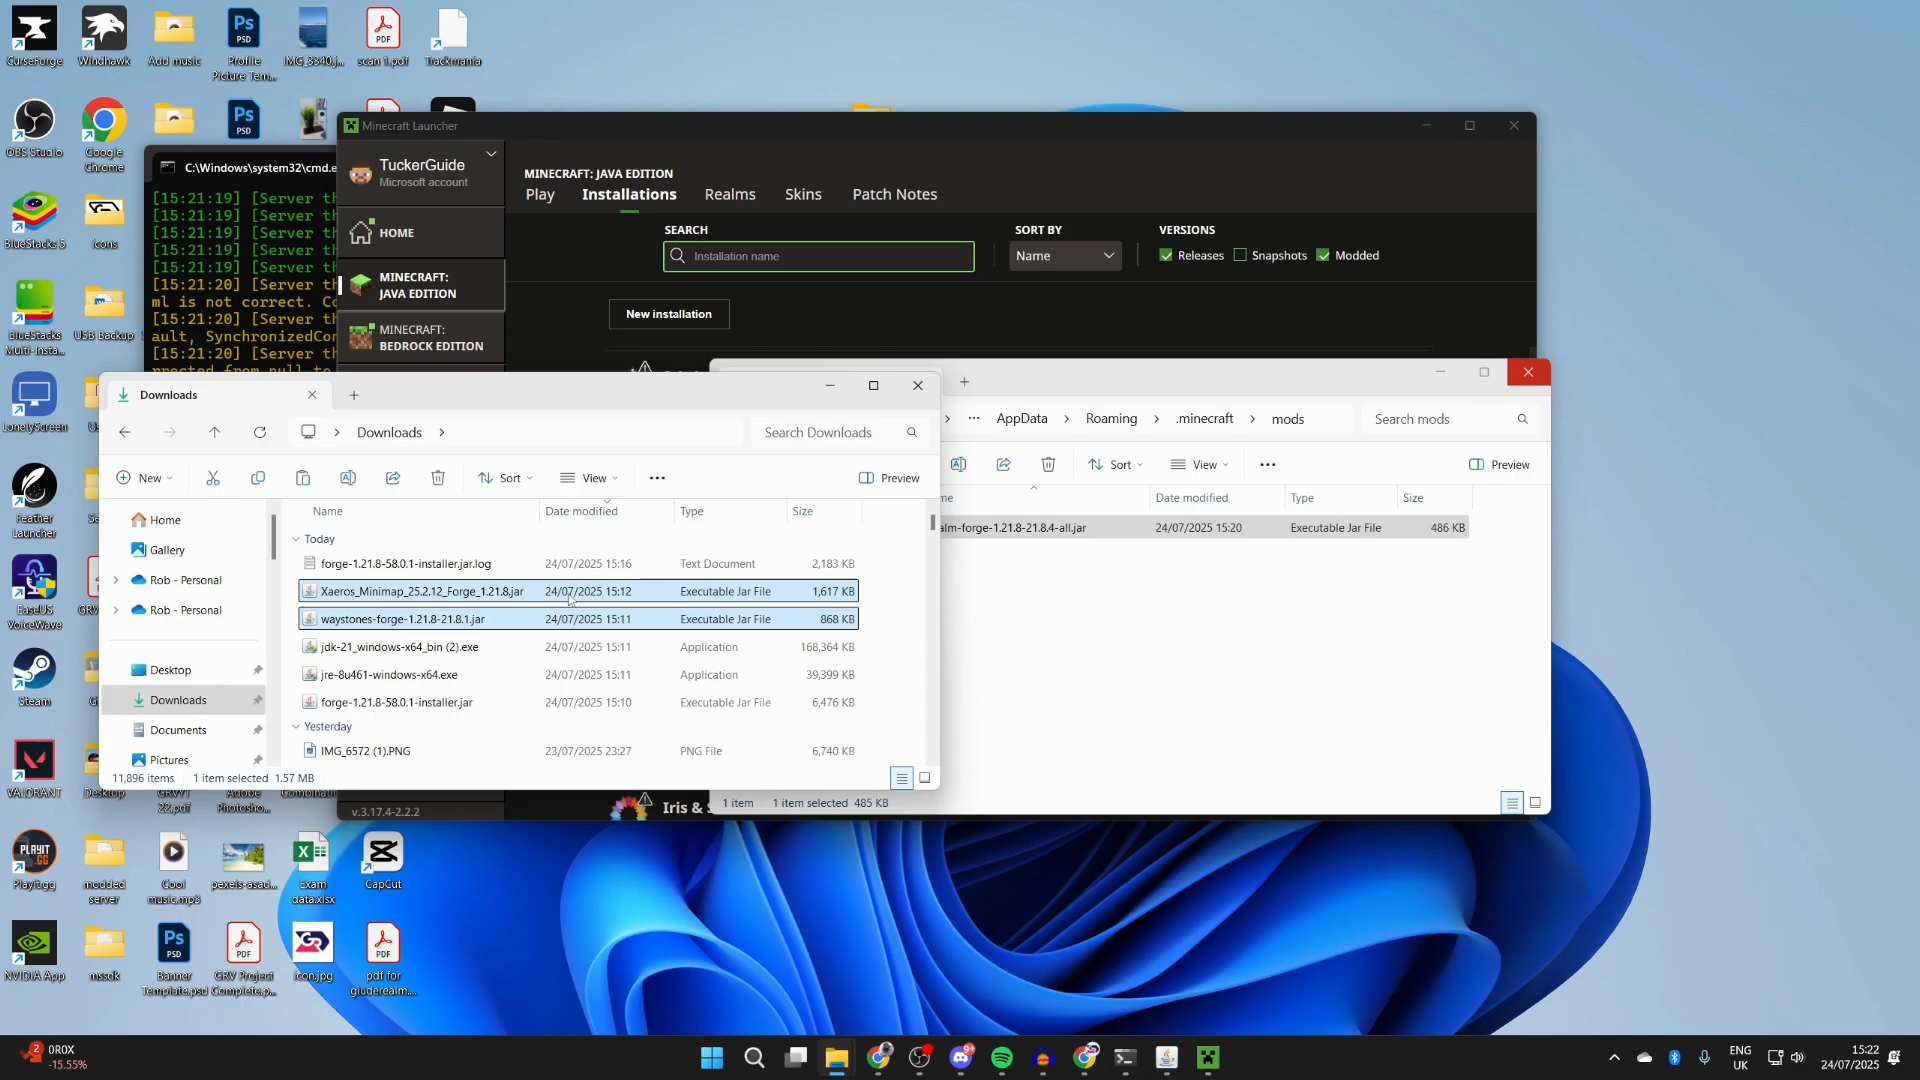 CurseForge
Windhawk
Add music
Profile
Picture Tem...
IMG_3340.j...
scan 1.pdf
Trackmania
OBS Studio
Google
Chrome
BlueStacks 5
icons
BlueStacks
Multi-Insta...
USB Backup
LonelyScreen
Feather
Launcher
EaseUS
VoiceWave
Steam
VALORANT
Desktop
22.pdf
Adobe
Photosho...
PLAYIT
.GG
Playit.gg
modded
server
Cool
music.mp3
pexels-asad...
Exam
data.xlsx
CapCut
NVIDIA App
mssdk
Banner
Template.psd
GRV Project
Complete.p...
icon.jpg
pdf for
giuderealm...
C:\Windows\system32\cmd.e
[15:21:19] [Server th
[15:21:19] [Server th
[15:21:19] [Server th
[15:21:19] [Server th
[15:21:19] [Server th
[15:21:20] [Server th
ml is not correct. Co
[15:21:20] [Server th
ault, SynchronizedCon
[15:21:20] [Server th
Minecraft Launcher
TuckerGuide
Microsoft account
HOME
MINECRAFT:
JAVA EDITION
MINECRAFT:
BEDROCK EDITION
v.3.17.4-2.2.2
MINECRAFT: JAVA EDITION
Play Installations Realms Skins Patch Notes
SEARCH
Installation name
SORT BY
Name
VERSIONS
Releases Snapshots Modded
New installation
Iris & S
Downloads
Downloads
Search Downloads
New
Sort
View
Preview
Home
Gallery
Rob - Personal
Rob - Personal
Desktop
Downloads
Documents
Pictures
Name Date modified Type Size
Today
forge-1.21.8-58.0.1-installer.jar.log 24/07/2025 15:16 Text Document 2,183 KB
Xaeros_Minimap_25.2.12_Forge_1.21.8.jar 24/07/2025 15:12 Executable Jar File 1,617 KB
waystones-forge-1.21.8-21.8.1.jar 24/07/2025 15:11 Executable Jar File 868 KB
jdk-21_windows-x64_bin (2).exe 24/07/2025 15:11 Application 168,364 KB
jre-8u461-windows-x64.exe 24/07/2025 15:11 Application 39,399 KB
forge-1.21.8-58.0.1-installer.jar 24/07/2025 15:10 Executable Jar File 6,476 KB
Yesterday
IMG_6572 (1).PNG 23/07/2025 23:27 PNG File 6,740 KB
11,896 items 1 item selected 1.57 MB
AppData Roaming .minecraft mods
Search mods
Sort
View
Preview
me Date modified Type Size
alm-forge-1.21.8-21.8.4-all.jar 24/07/2025 15:20 Executable Jar File 486 KB
1 item 1 item selected 485 KB
2
0R0X
-15.55%
9+
ENG
UK
15:22
24/07/2025